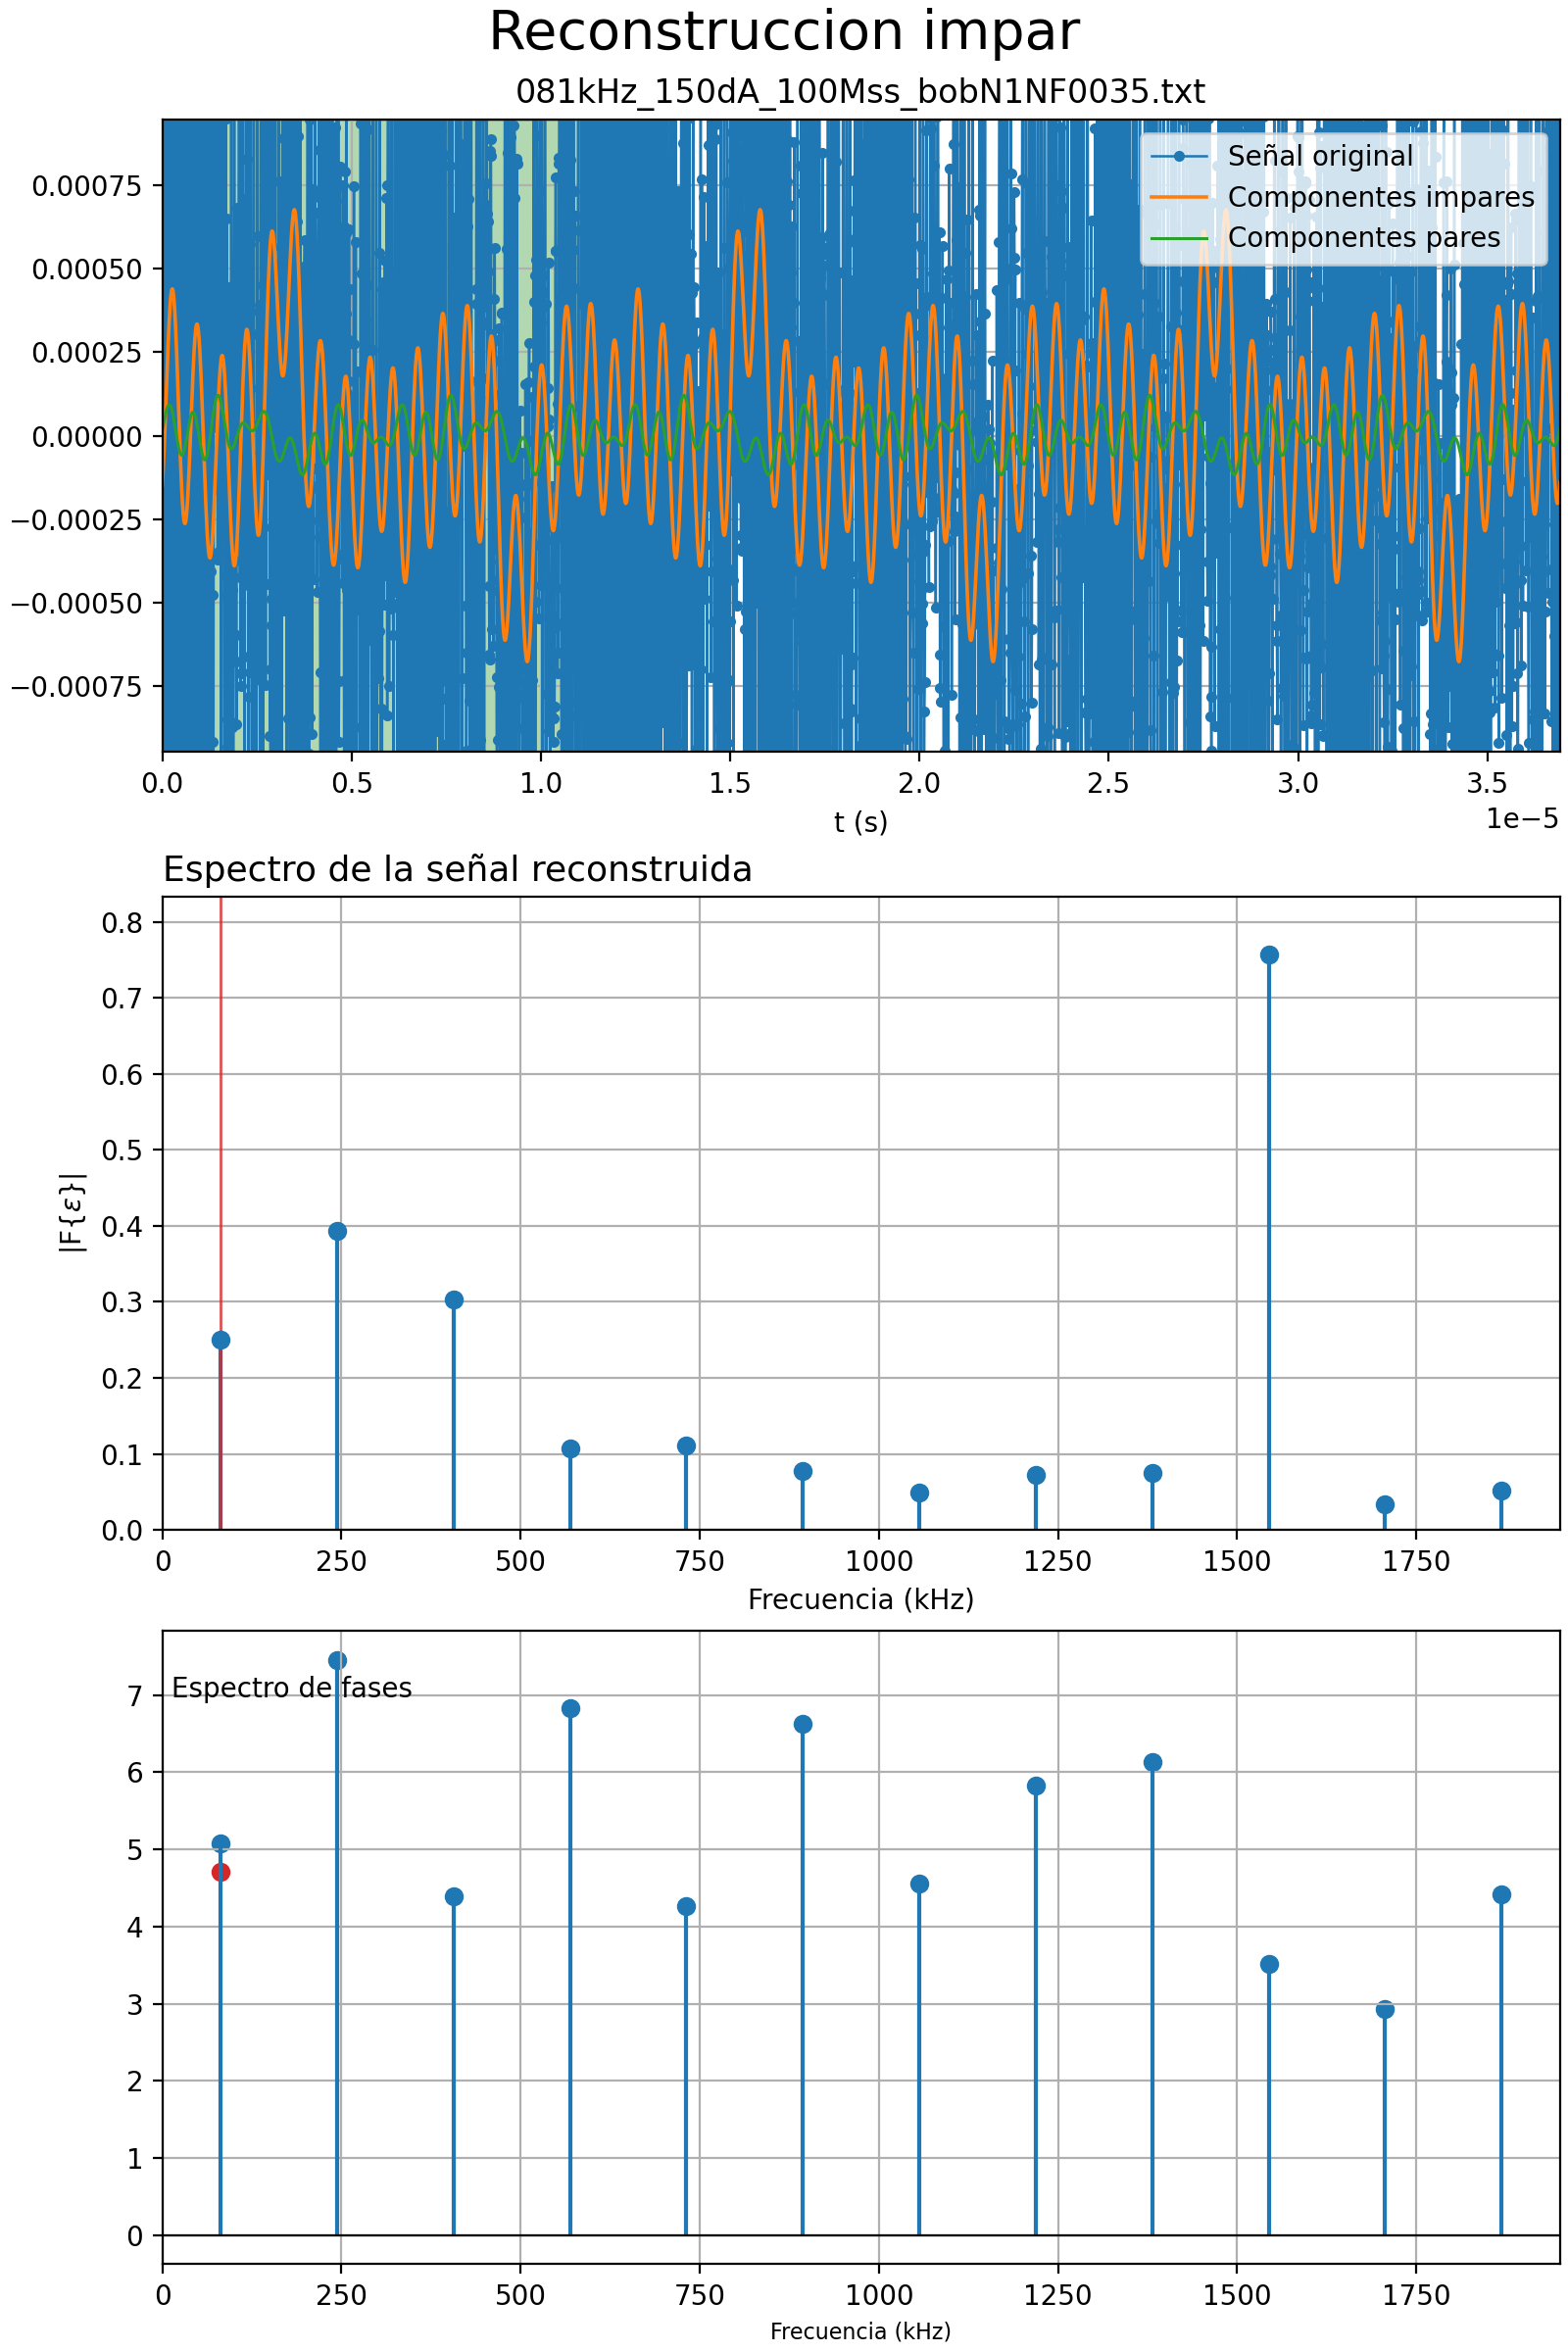 Reconstruccion impar
081kHz_150dA_100Mss_bobN1NF0035.txt
Señal original
Componentes impares
Componentes pares
0.00075
0.00050
0.00025
0.00000
−0.00025
−0.00050
−0.00075
0.0 0.5 1.0 1.5 2.0 2.5 3.0 3.5
1e−5
t (s)
Espectro de la señal reconstruida
0.8
0.7
0.6
0.5
0.4
0.3
0.2
0.1
0.0
|F{ε}|
0 250 500 750 1000 1250 1500 1750
Frecuencia (kHz)
Espectro de fases
7
6
5
4
3
2
1
0
0 250 500 750 1000 1250 1500 1750
Frecuencia (kHz)